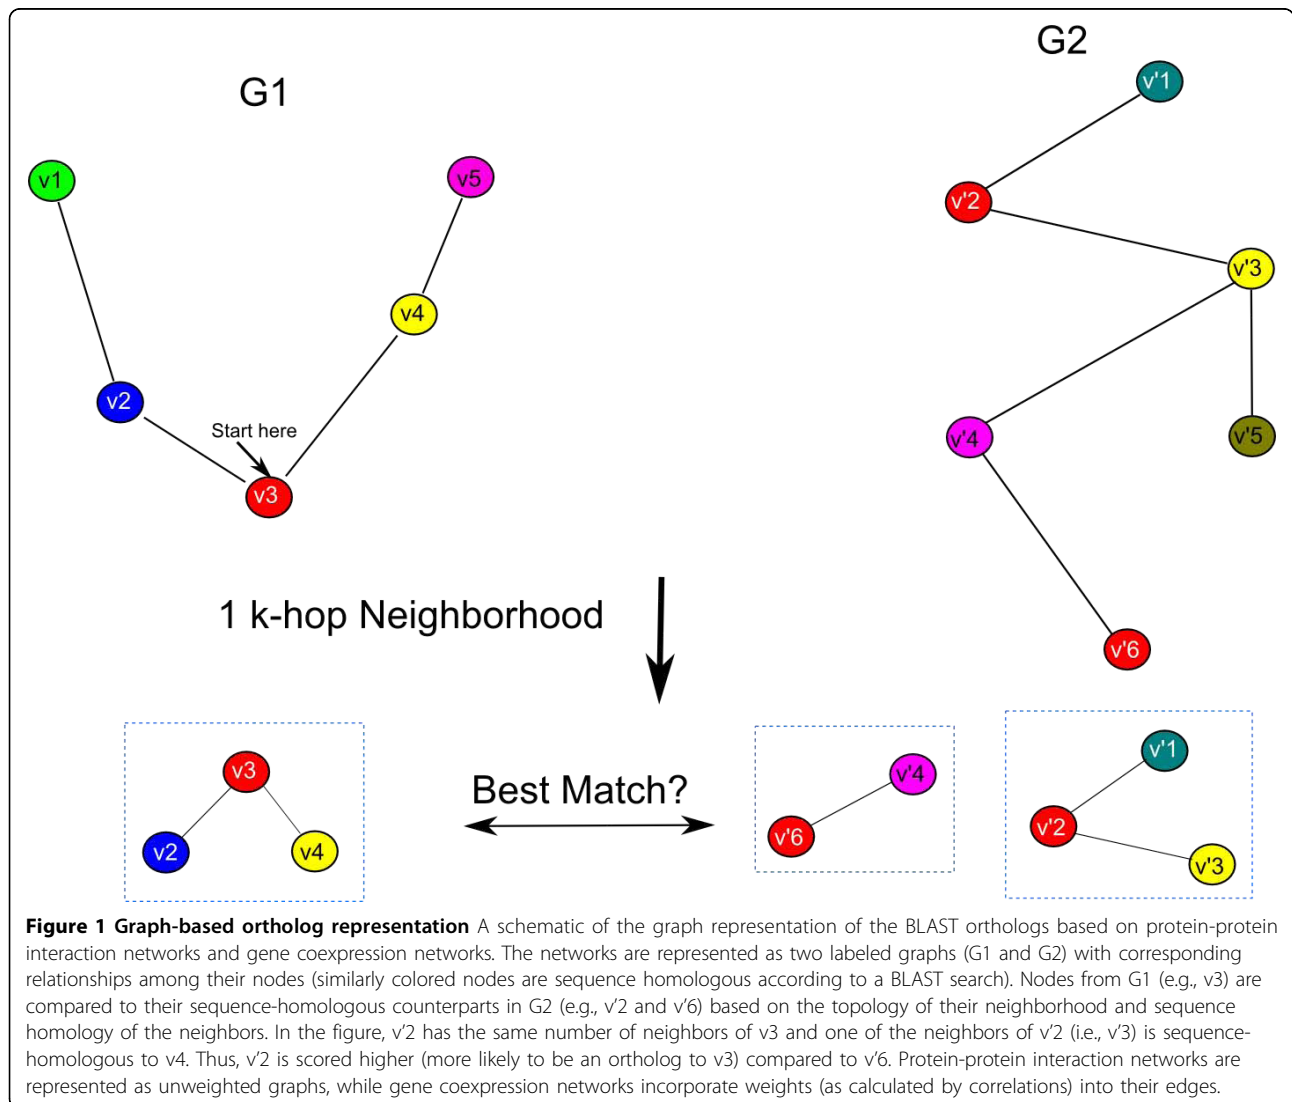 G1
G2
v'1
v1
v5
v'2
v'3
v4
v2
Start here
v'4
v'5
v3
1 k-hop Neighborhood
v'6
v3
v2
v4
Best Match?
v'4
v'6
v'1
v'2
v'3
Figure 1 Graph-based ortholog representation A schematic of the graph representation of the BLAST orthologs based on protein-protein
interaction networks and gene coexpression networks. The networks are represented as two labeled graphs (G1 and G2) with corresponding
relationships among their nodes (similarly colored nodes are sequence homologous according to a BLAST search). Nodes from G1 (e.g., v3) are
compared to their sequence-homologous counterparts in G2 (e.g., v'2 and v'6) based on the topology of their neighborhood and sequence
homology of the neighbors. In the figure, v'2 has the same number of neighbors of v3 and one of the neighbors of v'2 (i.e., v'3) is sequence-
homologous to v4. Thus, v'2 is scored higher (more likely to be an ortholog to v3) compared to v'6. Protein-protein interaction networks are
represented as unweighted graphs, while gene coexpression networks incorporate weights (as calculated by correlations) into their edges.